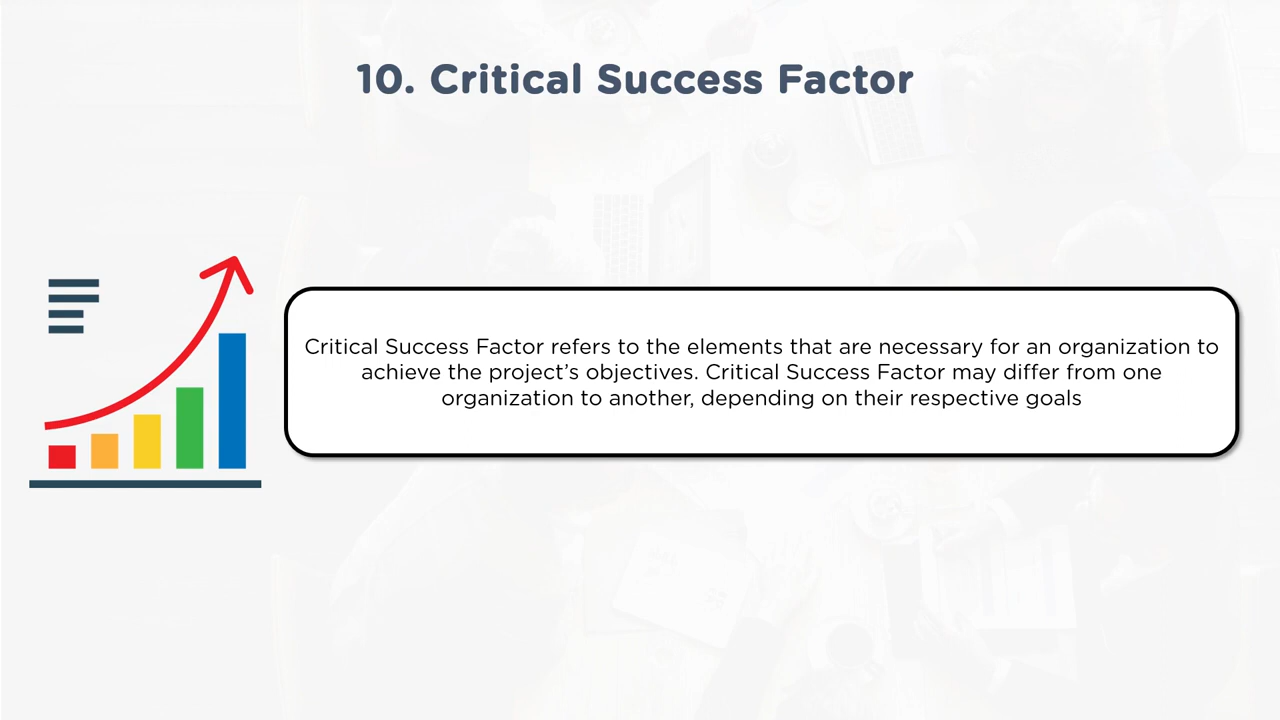 10. Critical Success Factor
Critical Success Factor refers to the elements that are necessary for an organization to
achieve the project’s objectives. Critical Success Factor may differ from one
organization to another, depending on their respective goals